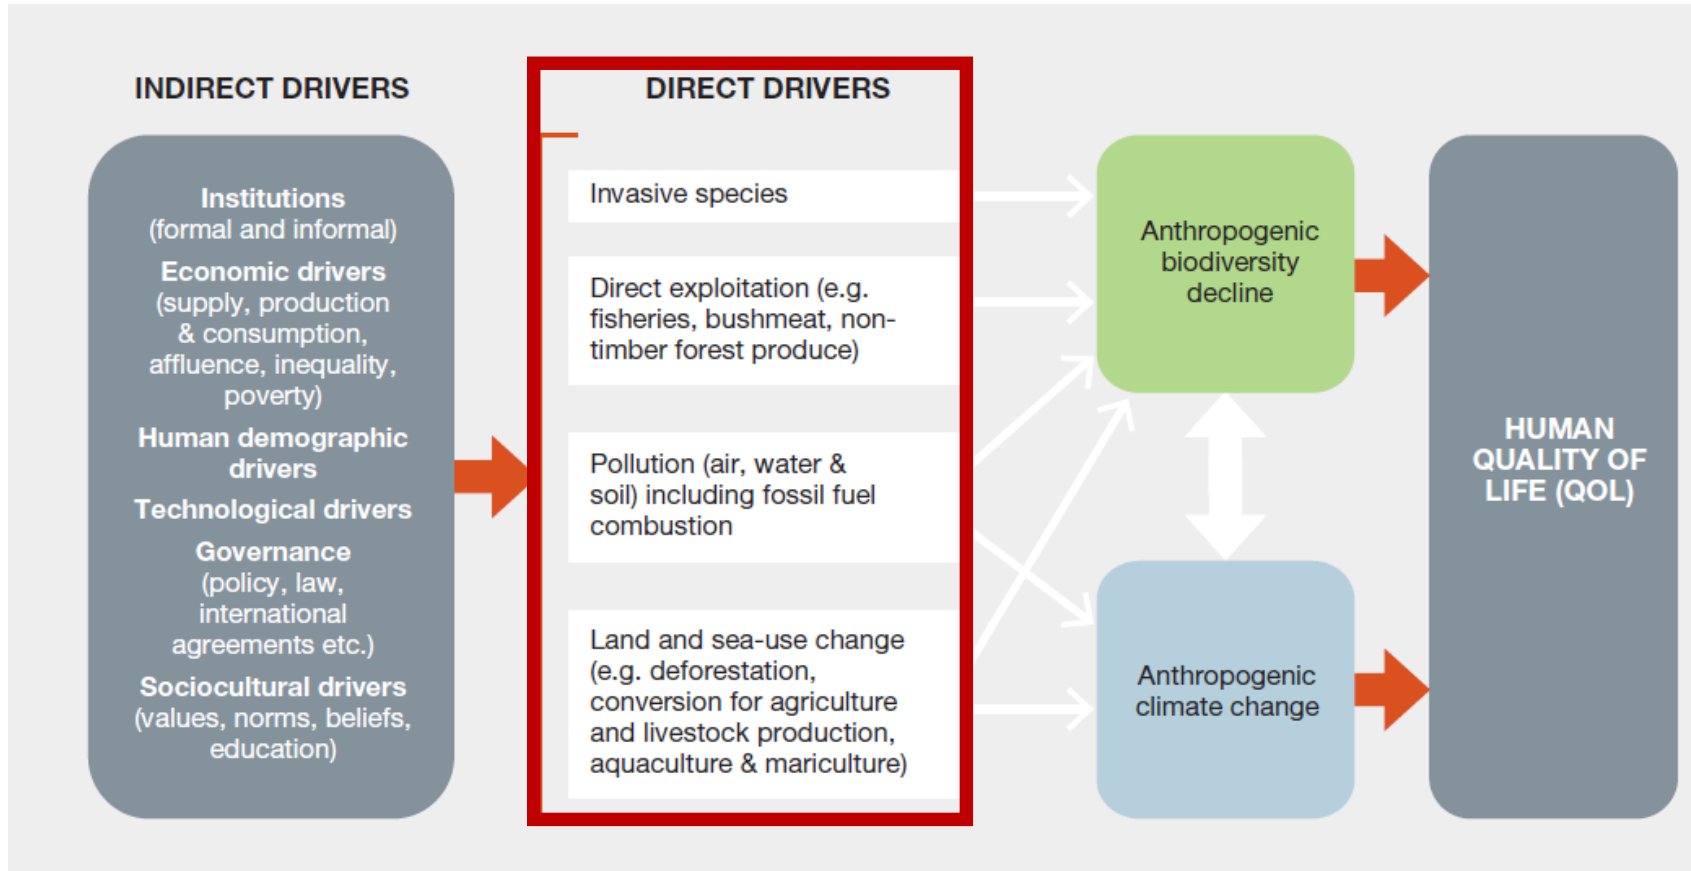 INDIRECT DRIVERS
Institutions
(formal and informal)
Economic drivers
(supply, production
& consumption,
affluence, inequality,
poverty)
Human demographic
drivers
Technological drivers
Governance
(policy, law,
international
agreements etc.)
Sociocultural drivers
(values, norms, beliefs,
education)
DIRECT DRIVERS
Invasive species
Direct exploitation (e.g.
fisheries, bushmeat, non-
timber forest produce)
Pollution (air, water &
soil) including fossil fuel
combustion
Land and sea-use change
(e.g. deforestation,
conversion for agriculture
and livestock production,
aquaculture & mariculture)
Anthropogenic
biodiversity
decline
Anthropogenic
climate change
HUMAN
QUALITY OF
LIFE (QOL)